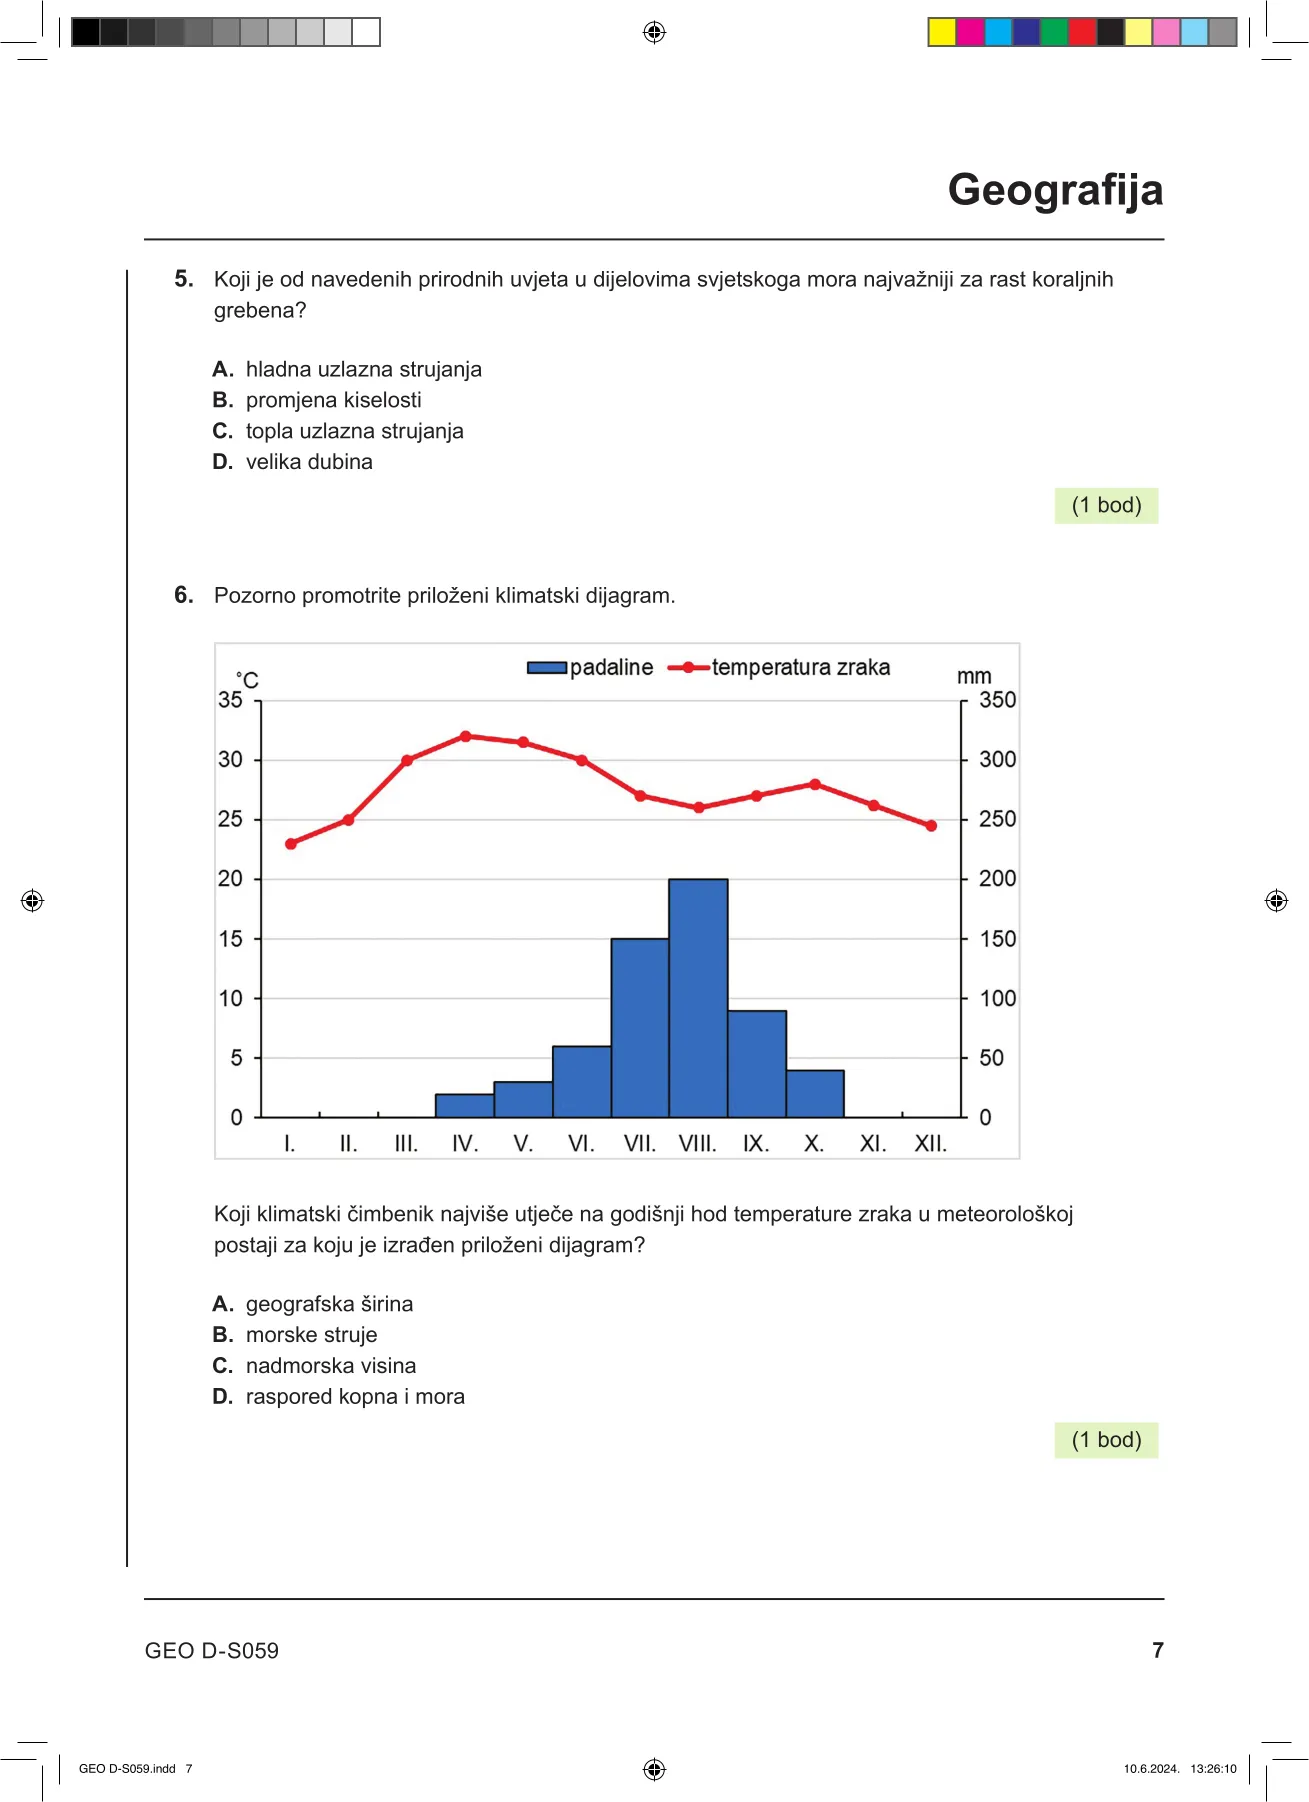 Geografija
5. Koji je od navedenih prirodnih uvjeta u dijelovima svjetskoga mora najvažniji za rast koraljnih
grebena?
A. hladna uzlazna strujanja
B. promjena kiselosti
C. topla uzlazna strujanja
D. velika dubina
(1 bod)
6. Pozorno promotrite priloženi klimatski dijagram.
padaline temperatura zraka
°C mm
35 350
30 300
25 250
20 200
15 150
10 100
5 50
0 0
I. II. III. IV. V. VI. VII. VIII. IX. X. XI. XII.
Koji klimatski čimbenik najviše utječe na godišnji hod temperature zraka u meteorološkoj
postaji za koju je izrađen priloženi dijagram?
A. geografska širina
B. morske struje
C. nadmorska visina
D. raspored kopna i mora
(1 bod)
GEO D-S059 7
GEO D-S059.indd 7 10.6.2024. 13:26:10